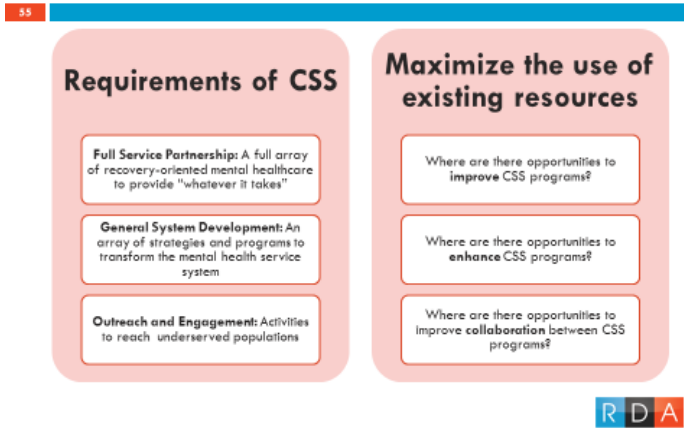 55
Requirements of CSS
Full Service Partnership: A full array
of recovery-oriented mental healthcare
to provide "whatever it takes"
General System Development: An
array of strategies and programs to
transform the mental health service
system
Outreach and Engagement: Activities
to reach underserved populations
Maximize the use of
existing resources
Where are there opportunities to
improve CSS programs?
Where are there opportunities to
enhance CSS programs?
Where are there opportunities to
improve collaboration between CSS
programs?
RDA